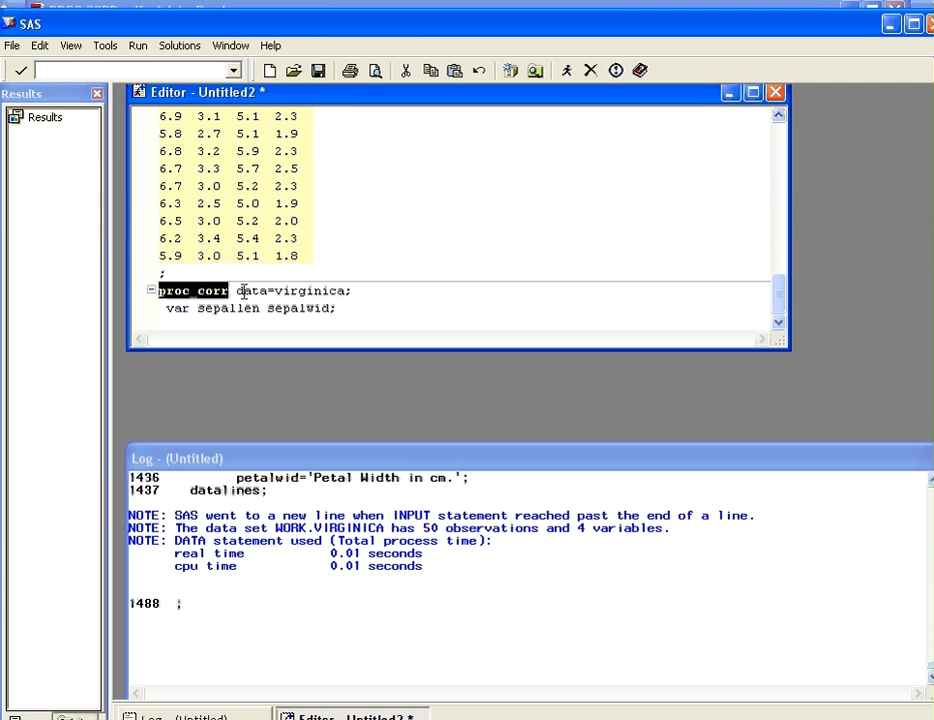 SAS
File Edit View Tools Run Solutions Window Help
Results
Results
Editor - Untitled2 *
6.9 3.1 5.1 2.3
5.8 2.7 5.1 1.9
6.8 3.2 5.9 2.3
6.7 3.3 5.7 2.5
6.7 3.0 5.2 2.3
6.3 2.5 5.0 1.9
6.5 3.0 5.2 2.0
6.2 3.4 5.4 2.3
5.9 3.0 5.1 1.8
;
proc corr data=virginica;
var sepallen sepalwid;
Log - (Untitled)
1436 petalwid='Petal Width in cm.';
1437 datalines;
NOTE: SAS went to a new line when INPUT statement reached past the end of a line.
NOTE: The data set WORK.VIRGINICA has 50 observations and 4 variables.
NOTE: DATA statement used (Total process time):
real time 0.01 seconds
cpu time 0.01 seconds
1488 ;
Log - (Untitled) Editor - Untitled2 *